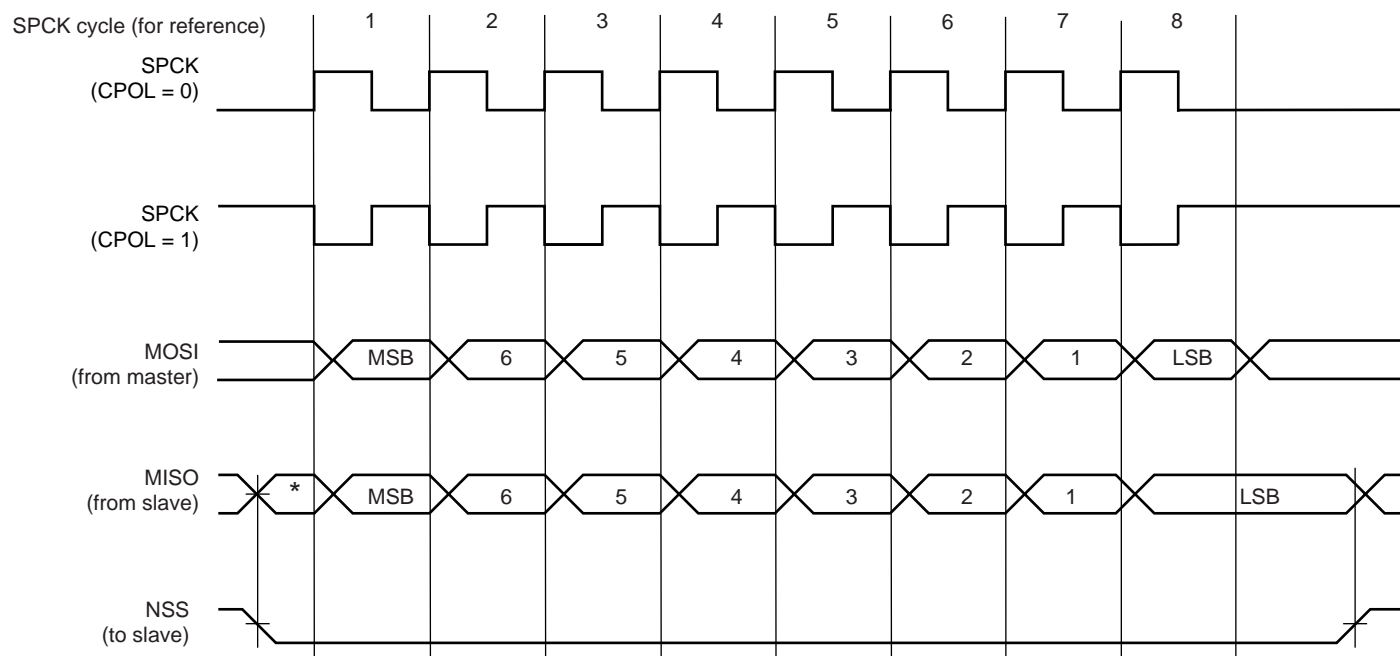 SPCK cycle (for reference)
1 2 3 4 5 6 7 8
SPCK
(CPOL = 0)
SPCK
(CPOL = 1)
MOSI
(from master)
MSB 6 5 4 3 2 1 LSB
MISO
(from slave)
* MSB 6 5 4 3 2 1 LSB
NSS
(to slave)